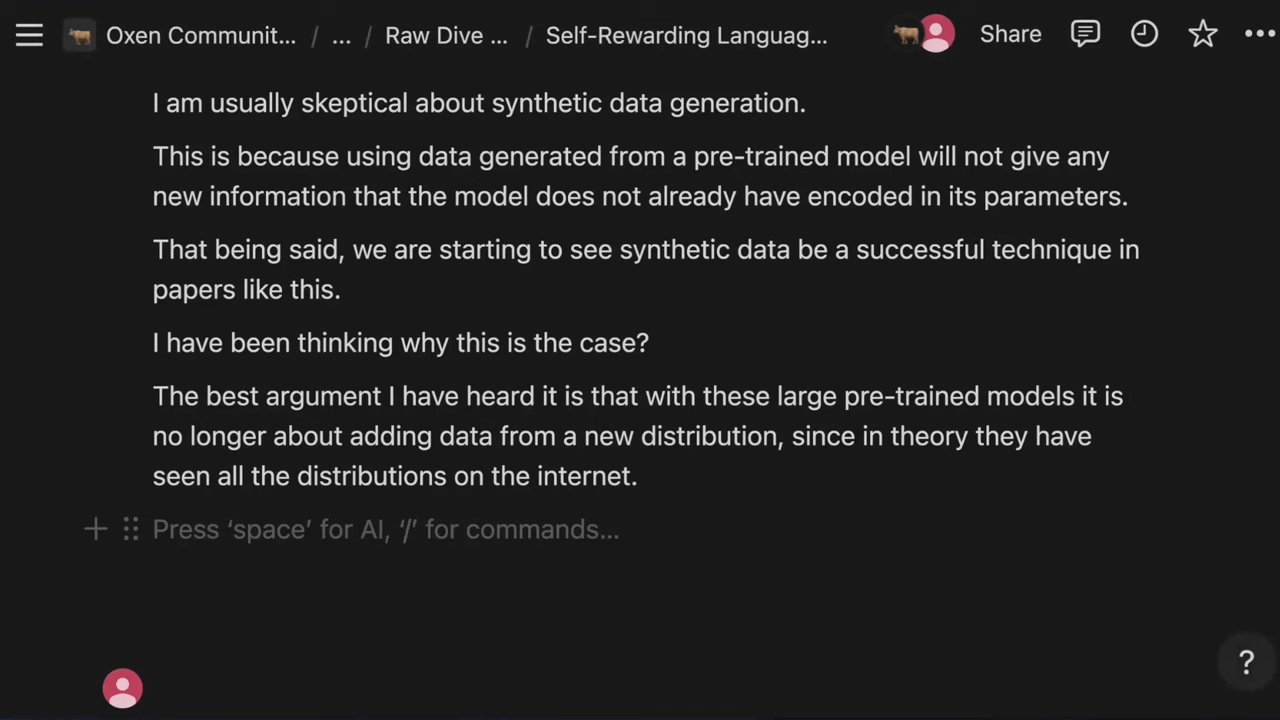 Oxen Communit... / ... / Raw Dive ... / Self-Rewarding Languag... Share
I am usually skeptical about synthetic data generation.
This is because using data generated from a pre-trained model will not give any
new information that the model does not already have encoded in its parameters.
That being said, we are starting to see synthetic data be a successful technique in
papers like this.
I have been thinking why this is the case?
The best argument I have heard it is that with these large pre-trained models it is
no longer about adding data from a new distribution, since in theory they have
seen all the distributions on the internet.
Press ‘space’ for AI, ‘/’ for commands...
?